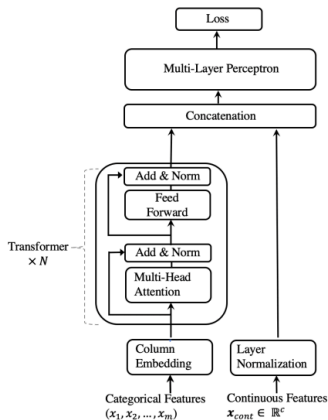 Loss
Multi-Layer Perceptron
Concatenation
Add & Norm
Feed
Forward
Add & Norm
Multi-Head
Attention
Transformer
× N
Column
Embedding
Layer
Normalization
Categorical Features
(x₁, x₂, ..., xₘ)
Continuous Features
x_cont ∈ ℝᶜ